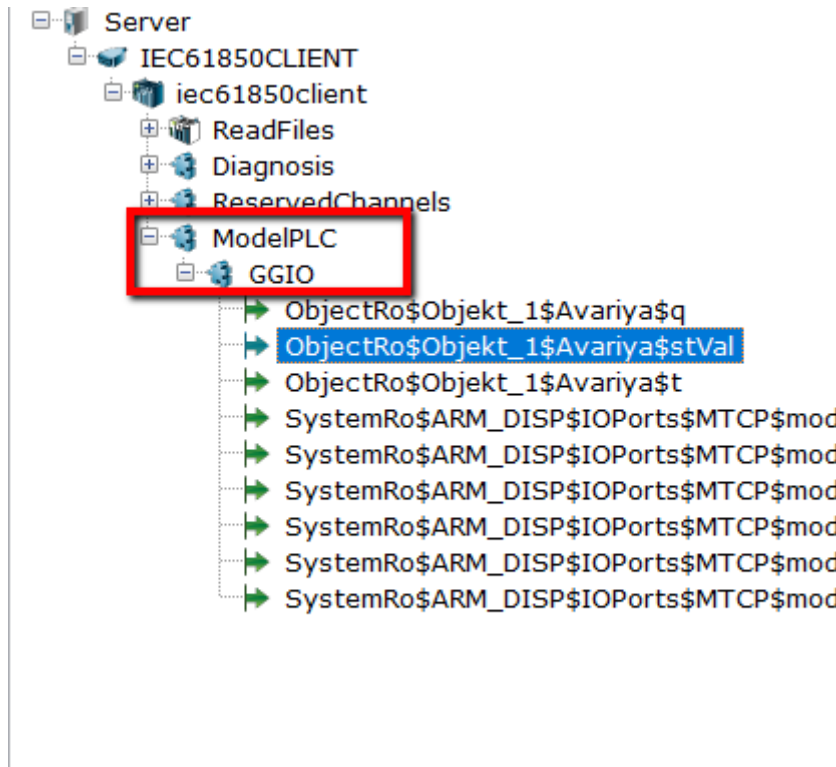 Server
IEC61850CLIENT
iec61850client
ReadFiles
Diagnosis
ReservedChannels
ModelPLC
GGIO
ObjectRo$Objekt_1$Avariya$q
ObjectRo$Objekt_1$Avariya$stVal
ObjectRo$Objekt_1$Avariya$t
SystemRo$ARM_DISP$IOPorts$MTCP$mod
SystemRo$ARM_DISP$IOPorts$MTCP$mod
SystemRo$ARM_DISP$IOPorts$MTCP$mod
SystemRo$ARM_DISP$IOPorts$MTCP$mod
SystemRo$ARM_DISP$IOPorts$MTCP$mod
SystemRo$ARM_DISP$IOPorts$MTCP$mod